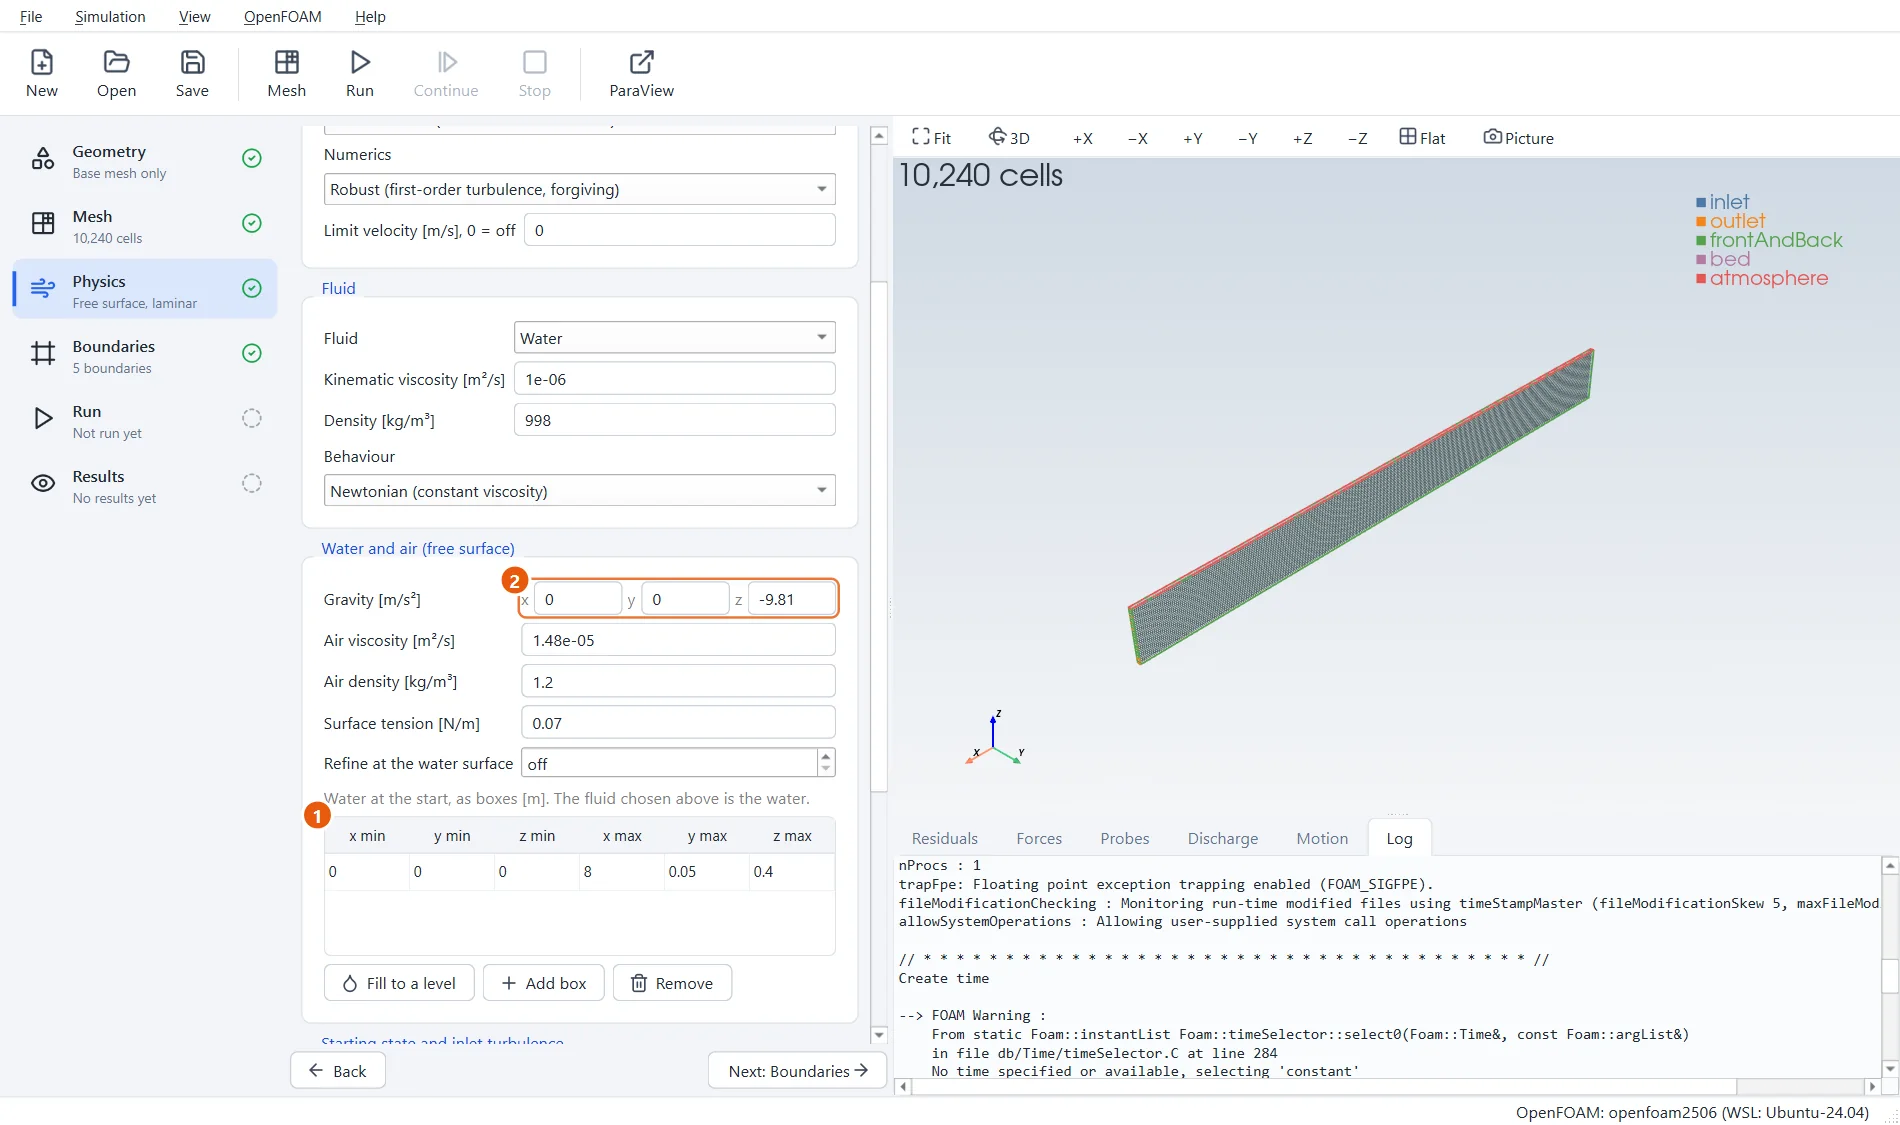 File Simulation View OpenFOAM Help
New Open Save Mesh Run Continue Stop ParaView
Geometry
Base mesh only
Mesh
10,240 cells
Physics
Free surface, laminar
Boundaries
5 boundaries
Run
Not run yet
Results
No results yet
Numerics
Robust (first-order turbulence, forgiving)
Limit velocity [m/s], 0 = off 0
Fluid
Fluid Water
Kinematic viscosity [m²/s] 1e-06
Density [kg/m³] 998
Behaviour
Newtonian (constant viscosity)
Water and air (free surface)
2
Gravity [m/s²] x 0 y 0 z -9.81
Air viscosity [m²/s] 1.48e-05
Air density [kg/m³] 1.2
Surface tension [N/m] 0.07
Refine at the water surface off
Water at the start, as boxes [m]. The fluid chosen above is the water.
1
x min y min z min x max y max z max
0 0 0 8 0.05 0.4
Fill to a level Add box Remove
Starting state and inlet turbulence
Back Next: Boundaries
Fit 3D +X −X +Y −Y +Z −Z Flat Picture
10,240 cells
inlet
outlet
frontAndBack
bed
atmosphere
Z
X Y
Residuals Forces Probes Discharge Motion Log
nProcs : 1
trapFpe: Floating point exception trapping enabled (FOAM_SIGFPE).
fileModificationChecking : Monitoring run-time modified files using timeStampMaster (fileModificationSkew 5, maxFileMod
allowSystemOperations : Allowing user-supplied system call operations
// * * * * * * * * * * * * * * * * * * * * * * * * * * * * * * * * * * * * * //
Create time
--> FOAM Warning :
From static Foam::instantList Foam::timeSelector::select0(Foam::Time&, const Foam::argList&)
in file db/Time/timeSelector.C at line 284
No time specified or available, selecting 'constant'
OpenFOAM: openfoam2506 (WSL: Ubuntu-24.04)